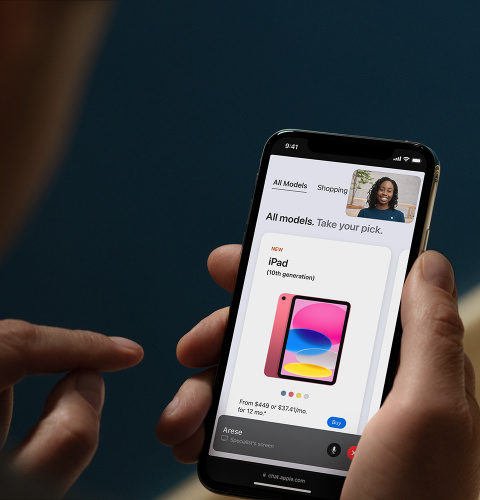 9:41
All Models Shopping
All models. Take your pick.
NEW
iPad
(10th generation)
From $449 or $37.41/mo.
for 12 mo.*
Buy
Arese
Specialist's screen
chat.apple.com